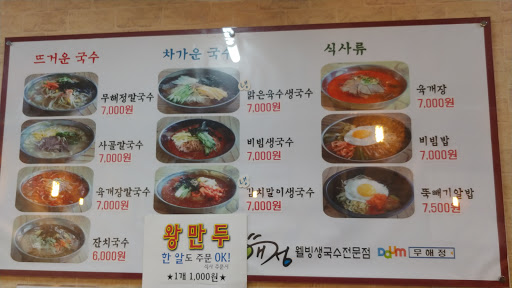 뜨거운 국수
무해정칼국수
7,000원
사골칼국수
7,000원
육개장칼국수
7,000원
잔치국수
6,000원
차가운 국수
맑은육수생국수
7,000원
비빔생국수
7,000원
김치말이생국수
7,000원
식사류
육개장
7,000원
비빔밥
7,000원
뚝배기알밥
7,500원
왕만두
한 알도 주문 OK!
★1개 1,000원★
해정
웰빙생국수전문점
Daum 무해정